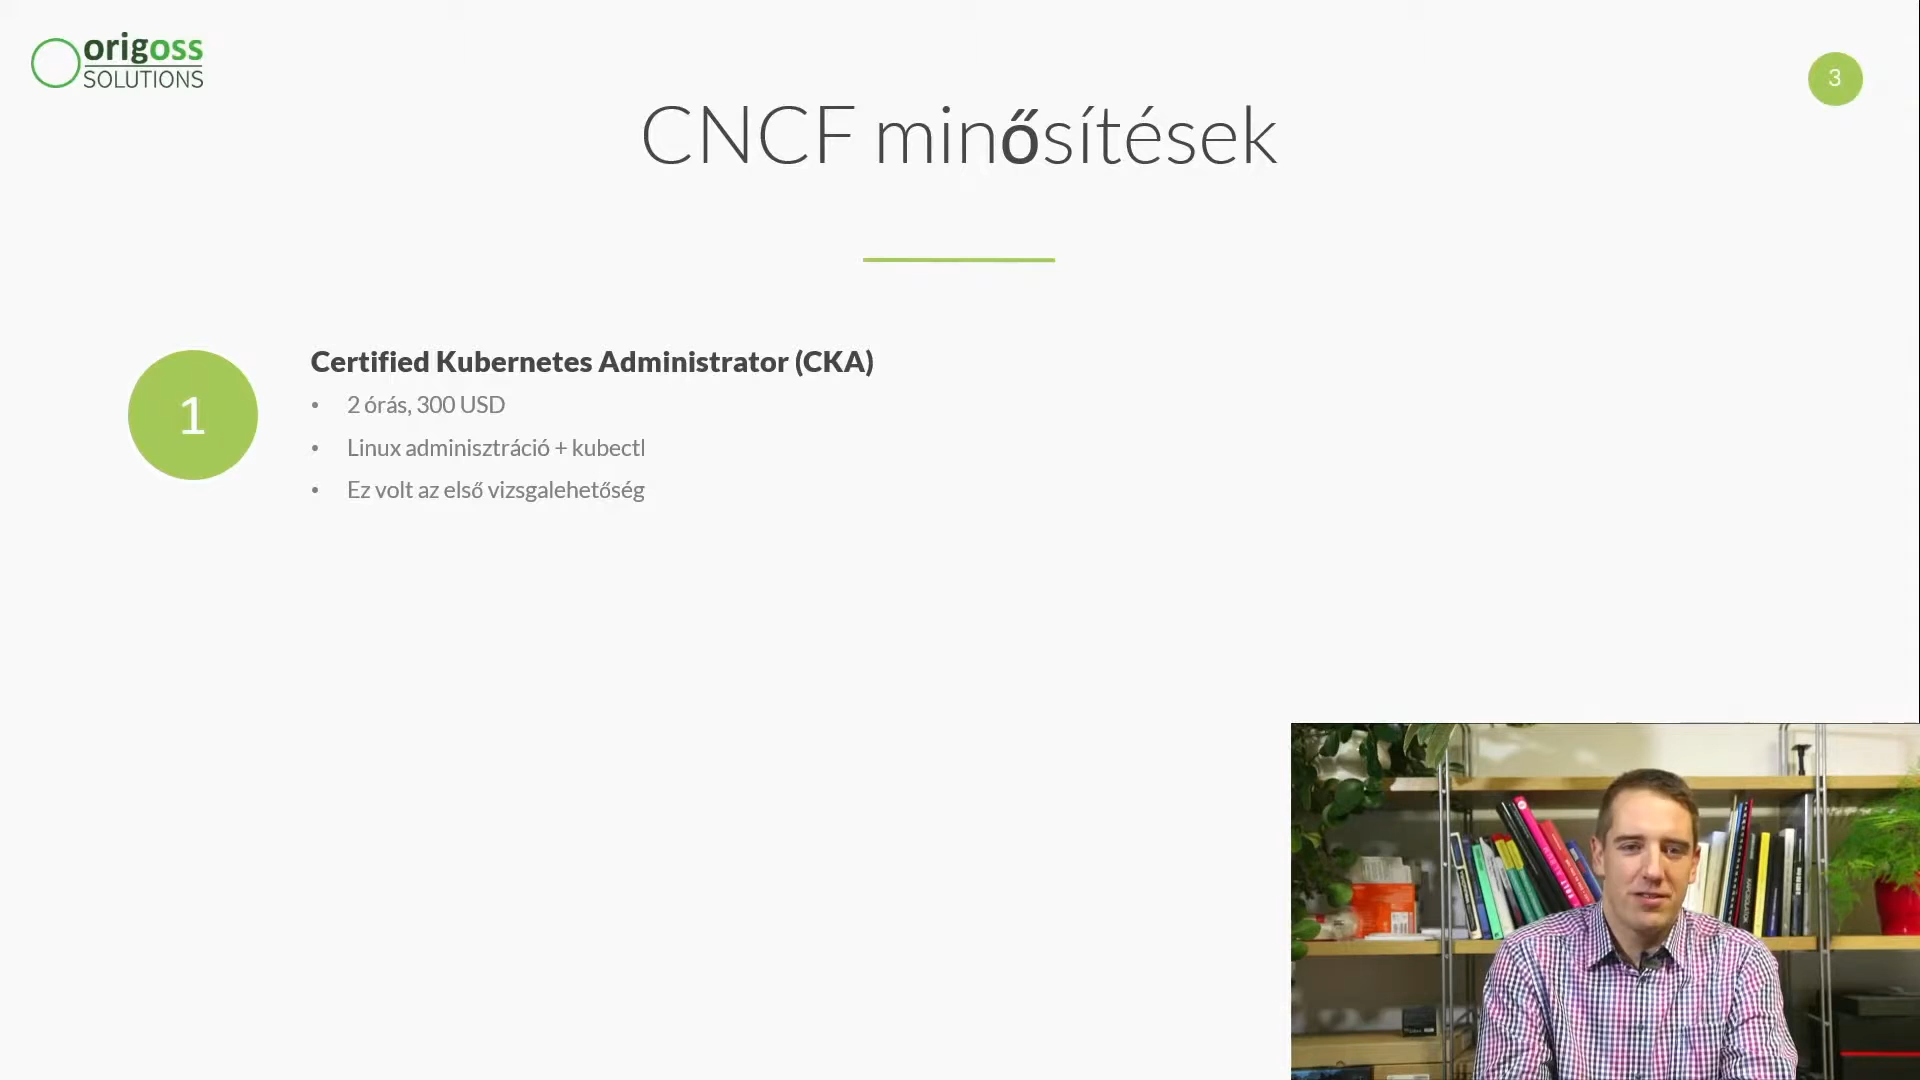 origoss
SOLUTIONS
3
CNCF minősítések
1
Certified Kubernetes Administrator (CKA)
• 2 órás, 300 USD
• Linux adminisztráció + kubectl
• Ez volt az első vizsgalehetőség